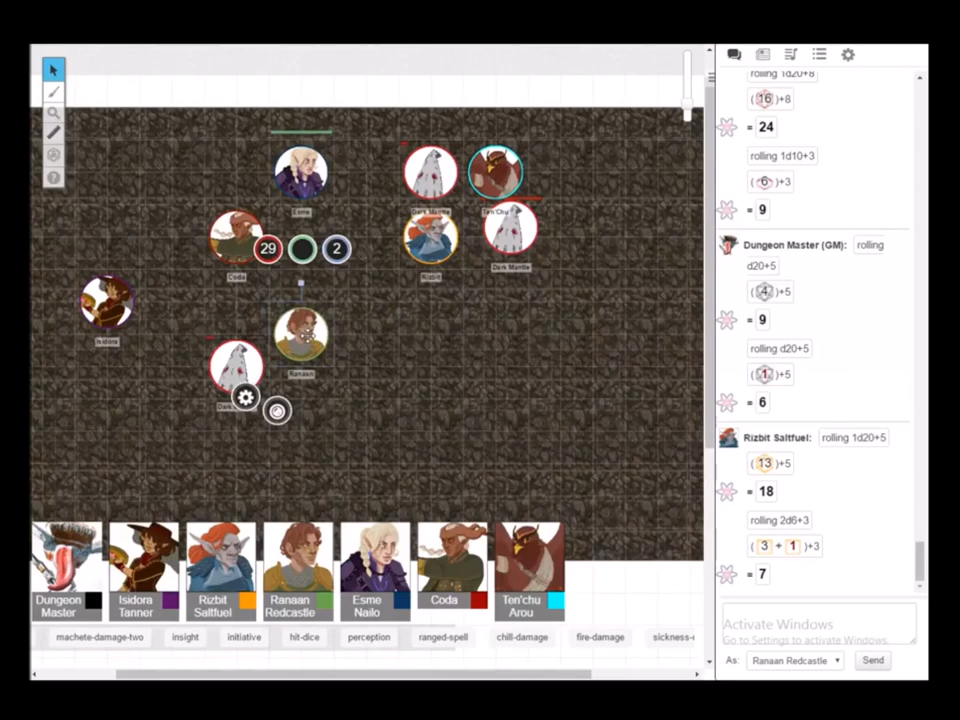 rolling 1d20+8
( 16 )+8
= 24
rolling 1d10+3
( 6 )+3
= 9
Dungeon Master (GM): rolling
d20+5
( 4 )+5
= 9
rolling d20+5
( 1 )+5
= 6
Rizbit Saltfuel: rolling 1d20+5
( 13 )+5
= 18
rolling 2d6+3
( 3 + 1 )+3
= 7
Activate Windows
Go to Settings to activate Windows.
As: Ranaan Redcastle Send
Esme
Dark Mantle
Ten'Chu
29 2
Coda
Rizbit
Dark Mantle
Isidora
Ranaan
Dungeon Master
Isidora Tanner
Rizbit Saltfuel
Ranaan Redcastle
Esme Nailo
Coda
Ten'chu Arou
machete-damage-two insight initiative hit-dice perception ranged-spell chill-damage fire-damage sickness-